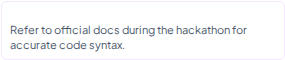 Refer to official docs during the hackathon for
accurate code syntax.